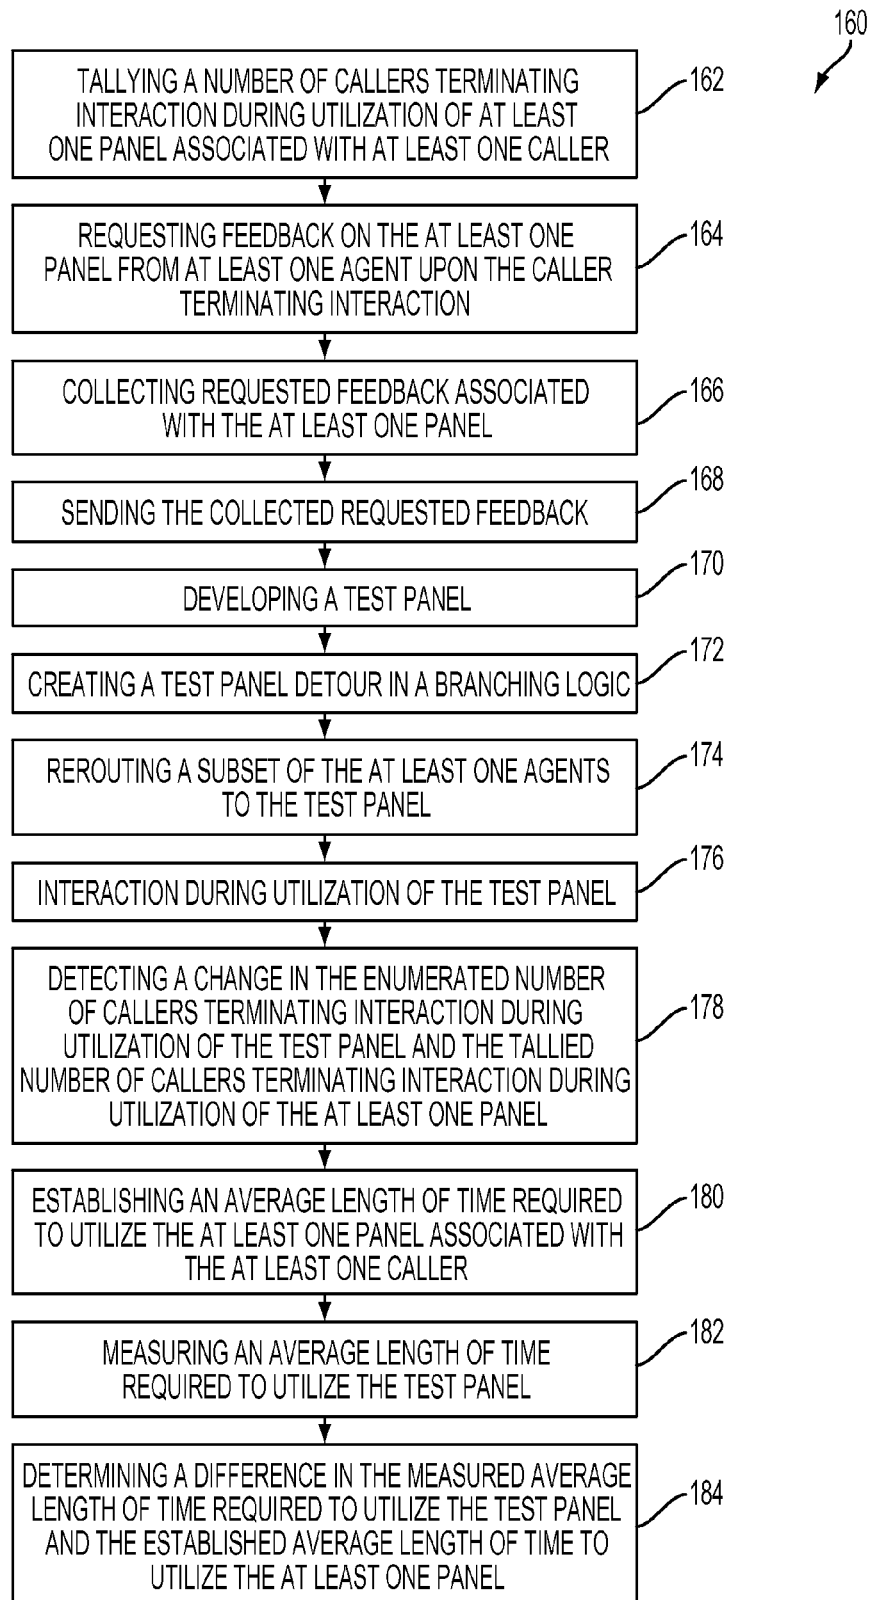 160
TALLYING A NUMBER OF CALLERS TERMINATING
INTERACTION DURING UTILIZATION OF AT LEAST
ONE PANEL ASSOCIATED WITH AT LEAST ONE CALLER
162
REQUESTING FEEDBACK ON THE AT LEAST ONE
PANEL FROM AT LEAST ONE AGENT UPON THE CALLER
TERMINATING INTERACTION
164
COLLECTING REQUESTED FEEDBACK ASSOCIATED
WITH THE AT LEAST ONE PANEL
166
SENDING THE COLLECTED REQUESTED FEEDBACK
168
DEVELOPING A TEST PANEL
170
CREATING A TEST PANEL DETOUR IN A BRANCHING LOGIC
172
REROUTING A SUBSET OF THE AT LEAST ONE AGENTS
TO THE TEST PANEL
174
INTERACTION DURING UTILIZATION OF THE TEST PANEL
176
DETECTING A CHANGE IN THE ENUMERATED NUMBER
OF CALLERS TERMINATING INTERACTION DURING
UTILIZATION OF THE TEST PANEL AND THE TALLIED
NUMBER OF CALLERS TERMINATING INTERACTION DURING
UTILIZATION OF THE AT LEAST ONE PANEL
178
ESTABLISHING AN AVERAGE LENGTH OF TIME REQUIRED
TO UTILIZE THE AT LEAST ONE PANEL ASSOCIATED WITH
THE AT LEAST ONE CALLER
180
MEASURING AN AVERAGE LENGTH OF TIME
REQUIRED TO UTILIZE THE TEST PANEL
182
DETERMINING A DIFFERENCE IN THE MEASURED AVERAGE
LENGTH OF TIME REQUIRED TO UTILIZE THE TEST PANEL
AND THE ESTABLISHED AVERAGE LENGTH OF TIME TO
UTILIZE THE AT LEAST ONE PANEL
184